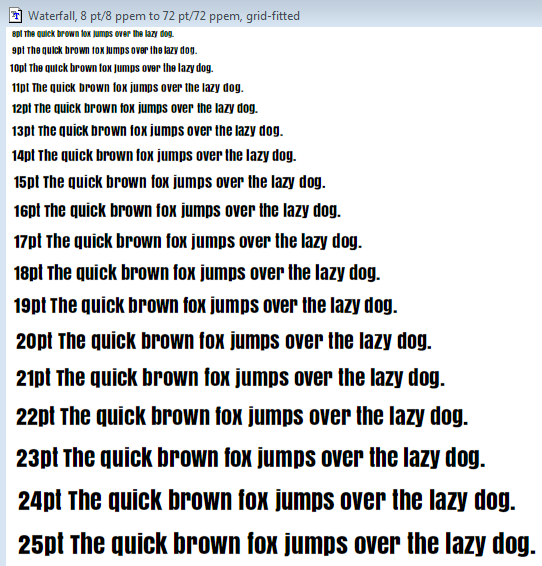 Waterfall, 8 pt/8 ppem to 72 pt/72 ppem, grid-fitted
8pt The quick brown fox jumps over the lazy dog.
9pt The quick brown fox jumps over the lazy dog.
10pt The quick brown fox jumps over the lazy dog.
11pt The quick brown fox jumps over the lazy dog.
12pt The quick brown fox jumps over the lazy dog.
13pt The quick brown fox jumps over the lazy dog.
14pt The quick brown fox jumps over the lazy dog.
15pt The quick brown fox jumps over the lazy dog.
16pt The quick brown fox jumps over the lazy dog.
17pt The quick brown fox jumps over the lazy dog.
18pt The quick brown fox jumps over the lazy dog.
19pt The quick brown fox jumps over the lazy dog.
20pt The quick brown fox jumps over the lazy dog.
21pt The quick brown fox jumps over the lazy dog.
22pt The quick brown fox jumps over the lazy dog.
23pt The quick brown fox jumps over the lazy dog.
24pt The quick brown fox jumps over the lazy dog.
25pt The quick brown fox jumps over the lazy dog.